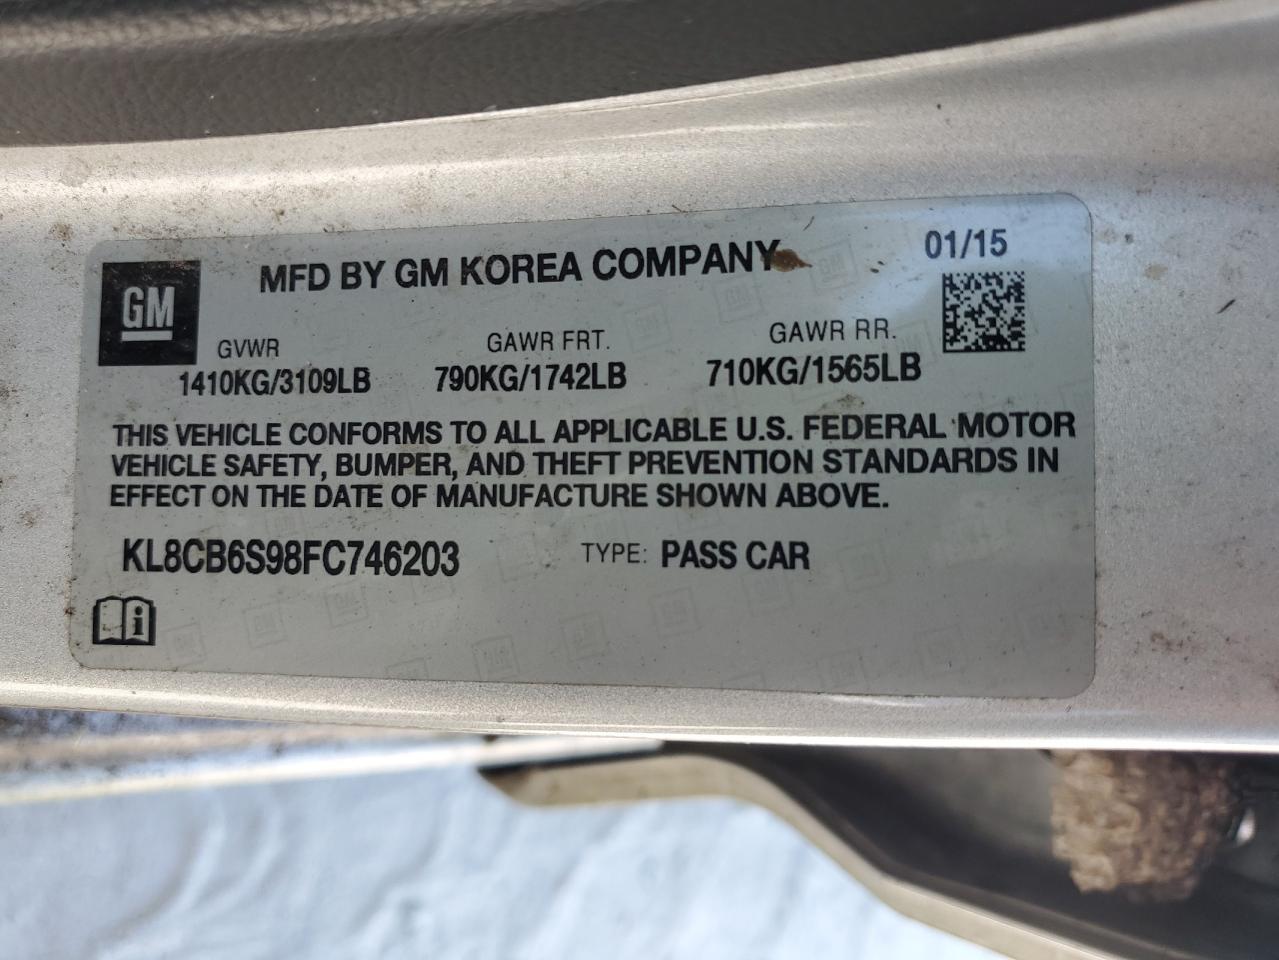 MFD BY GM KOREA COMPANY
01/15
GM
GVWR
GAWR FRT.
GAWR RR.
1410KG/3109LB
790KG/1742LB
710KG/1565LB
THIS VEHICLE CONFORMS TO ALL APPLICABLE U.S. FEDERAL MOTOR
VEHICLE SAFETY, BUMPER, AND THEFT PREVENTION STANDARDS IN
EFFECT ON THE DATE OF MANUFACTURE SHOWN ABOVE.
KL8CB6S98FC746203
TYPE: PASS CAR
i